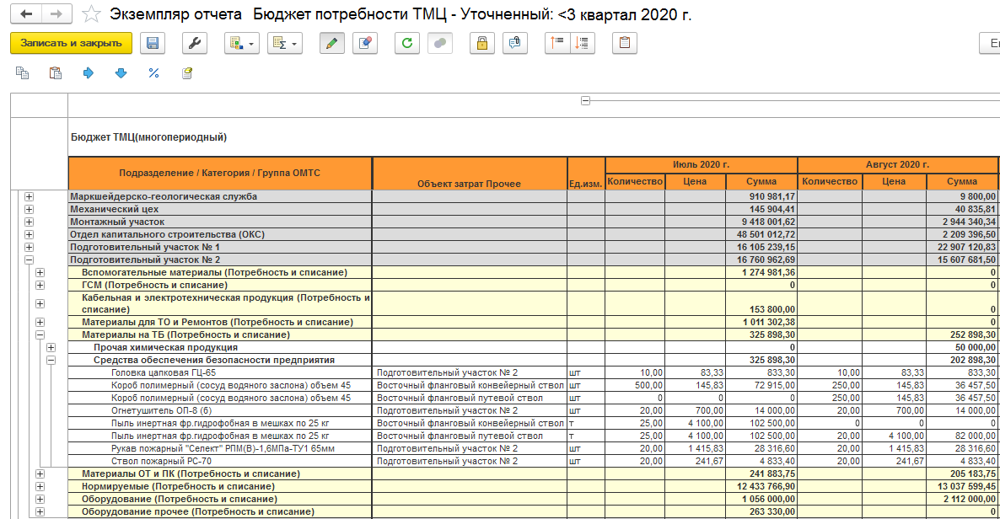 Экземпляр отчета Бюджет потребности ТМЦ - Уточненный: <3 квартал 2020 г.
Записать и закрыть
Бюджет ТМЦ(многопериодный)
Подразделение / Категория / Группа ОМТС Объект затрат Прочее Ед.изм. Июль 2020 г. Август 2020 г.
Количество Цена Сумма Количество Цена Сумма
Маркшейдерско-геологическая служба 910 981,17 9 800,00
Механический цех 145 904,41 40 835,81
Монтажный участок 9 418 001,62 2 944 340,34
Отдел капитального строительства (ОКС) 48 501 012,72 2 209 396,50
Подготовительный участок № 1 16 105 239,15 22 907 120,83
Подготовительный участок № 2 16 760 962,69 15 607 681,50
Вспомогательные материалы (Потребность и списание) 1 274 981,36 0
ГСМ (Потребность и списание) 0 0
Кабельная и электротехническая продукция (Потребность и
списание) 153 800,00 0
Материалы для ТО и Ремонтов (Потребность и списание) 1 011 302,38 0
Материалы на ТБ (Потребность и списание) 325 898,30 252 898,30
Прочая химическая продукция 0 50 000,00
Средства обеспечения безопасности предприятия 325 898,30 202 898,30
Головка цапковая ГЦ-65 Подготовительный участок № 2 шт 10,00 83,33 833,30 10,00 83,33 833,30
Короб полимерный (сосуд водяного заслона) объем 45 Восточный фланговый конвейерный ствол шт 500,00 145,83 72 915,00 250,00 145,83 36 457,50
Короб полимерный (сосуд водяного заслона) объем 45 Восточный фланговый путевой ствол шт 0 0 0 250,00 145,83 36 457,50
Огнетушитель ОП-8 (б) Подготовительный участок № 2 шт 20,00 700,00 14 000,00 20,00 700,00 14 000,00
Пыль инертная фр.гидрофобная в мешках по 25 кг Восточный фланговый конвейерный ствол т 25,00 4 100,00 102 500,00 0 0 0
Пыль инертная фр.гидрофобная в мешках по 25 кг Восточный фланговый путевой ствол т 25,00 4 100,00 102 500,00 20,00 4 100,00 82 000,00
Рукав пожарный "Селект" РПМ(В)-1,6МПа-ТУ1 65мм Подготовительный участок № 2 шт 20,00 1 415,83 28 316,60 20,00 1 415,83 28 316,60
Ствол пожарный РС-70 Подготовительный участок № 2 шт 20,00 241,67 4 833,40 20,00 241,67 4 833,40
Материалы ОТ и ПК (Потребность и списание) 241 883,75 205 183,75
Нормируемые (Потребность и списание) 12 433 766,90 13 037 599,45
Оборудование (Потребность и списание) 1 056 000,00 2 112 000,00
Оборудование прочее (Потребность и списание) 263 330,00 0